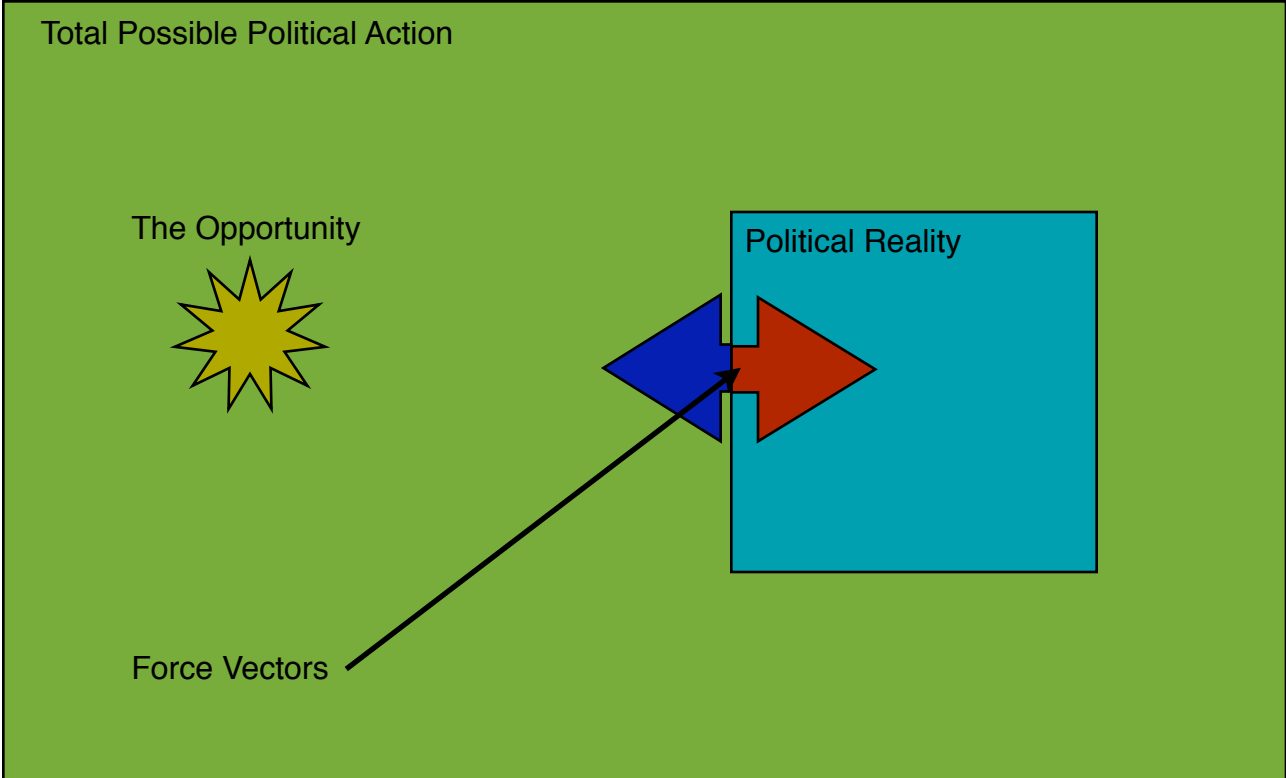 Total Possible Political Action
The Opportunity
Political Reality
Force Vectors